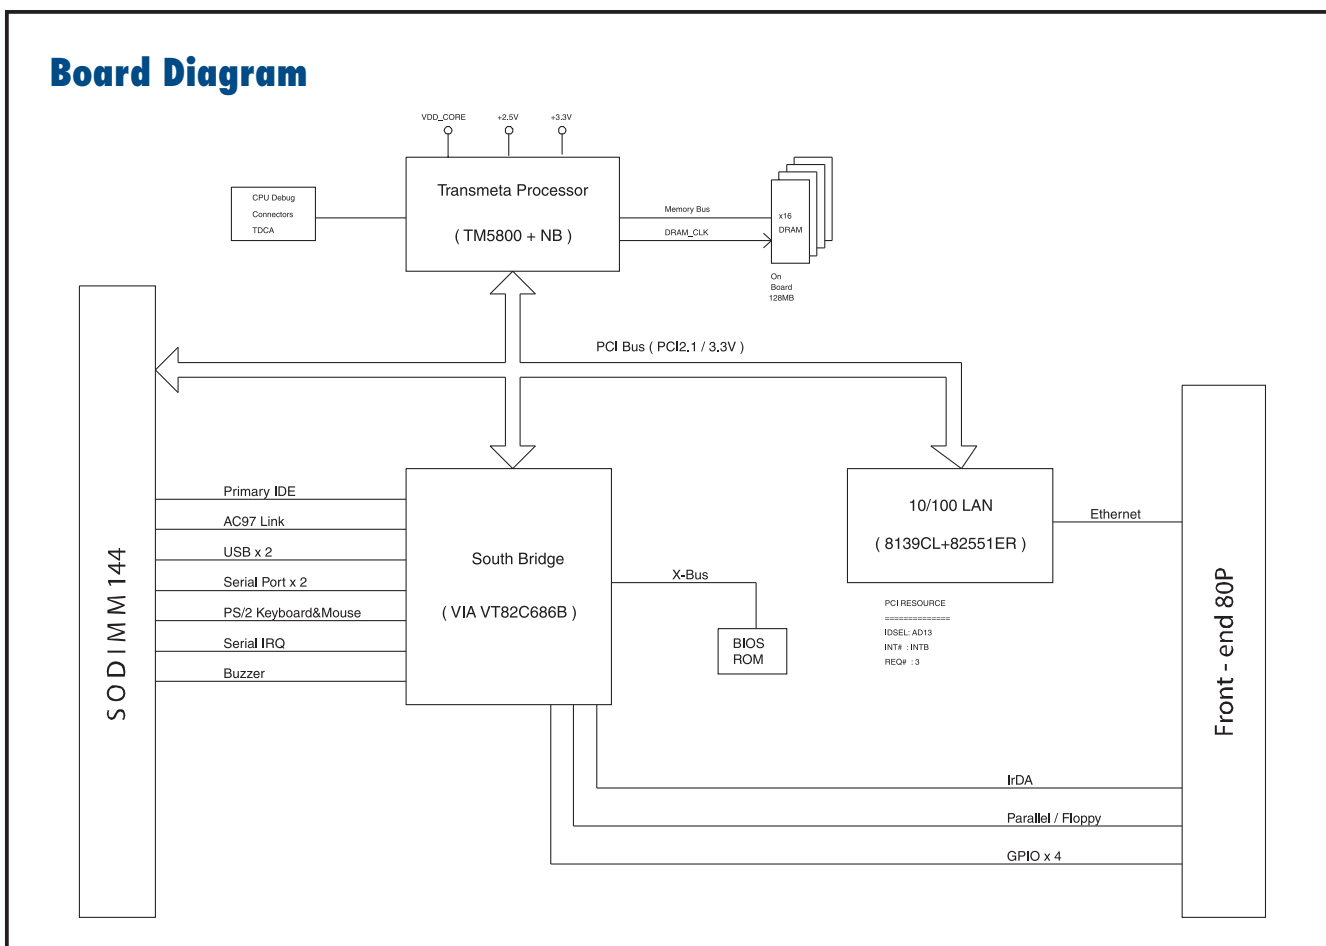 Board Diagram
VDD_CORE
+2.5V
+3.3V
Transmeta Processor
( TM5800 + NB )
CPU Debug
Connectors
TDCA
Memory Bus
DRAM_CLK
x16
DRAM
On
Board
128MB
PCI Bus ( PCI2.1 / 3.3V )
SODIMM144
Primary IDE
AC97 Link
USB x 2
Serial Port x 2
PS/2 Keyboard&Mouse
Serial IRQ
Buzzer
South Bridge
( VIA VT82C686B )
X-Bus
BIOS
ROM
10/100 LAN
( 8139CL+82551ER )
PCI RESOURCE
==============
IDSEL: AD13
INT# : INTB
REQ# : 3
Ethernet
Front - end 80P
IrDA
Parallel / Floppy
GPIO x 4